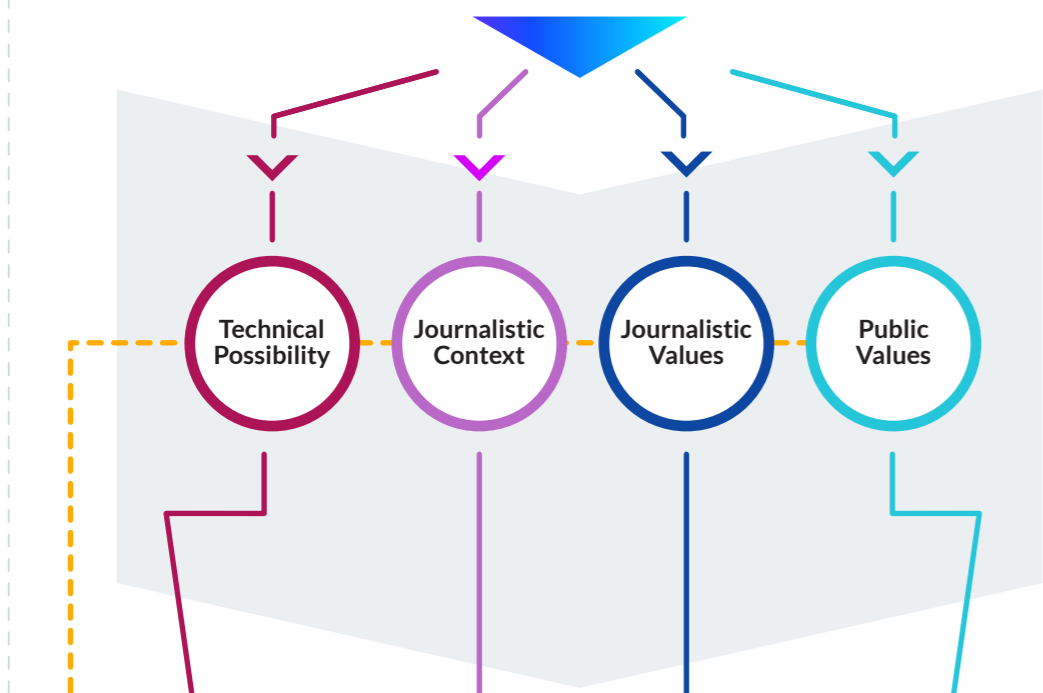 Technical
Possibility
Journalistic
Context
Journalistic
Values
Public
Values